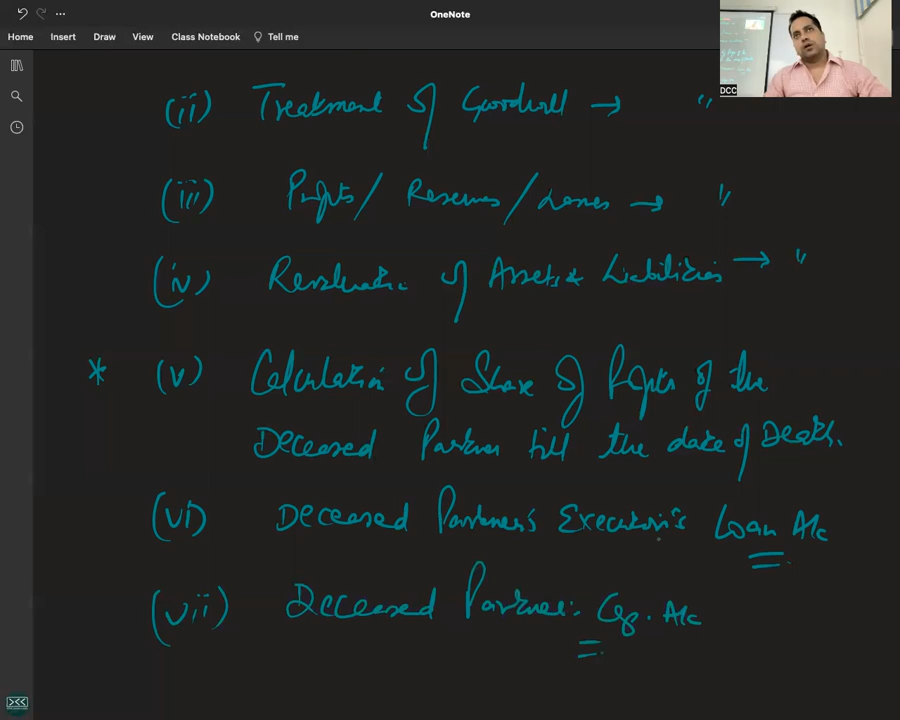 OneNote
Home Insert Draw View Class Notebook Tell me
DCC
(ii) Treatment of Goodwill → "
(iii) Profits/ Reserves/Losses → "
(iv) Revaluation of Assets & Liabilities → "
* (v) Calculation of Share of Profits of the
Deceased Partner till the date of Death.
(vi) Deceased Partner's Executor's Loan A/c
(vii) Deceased Partner's Cap. A/c